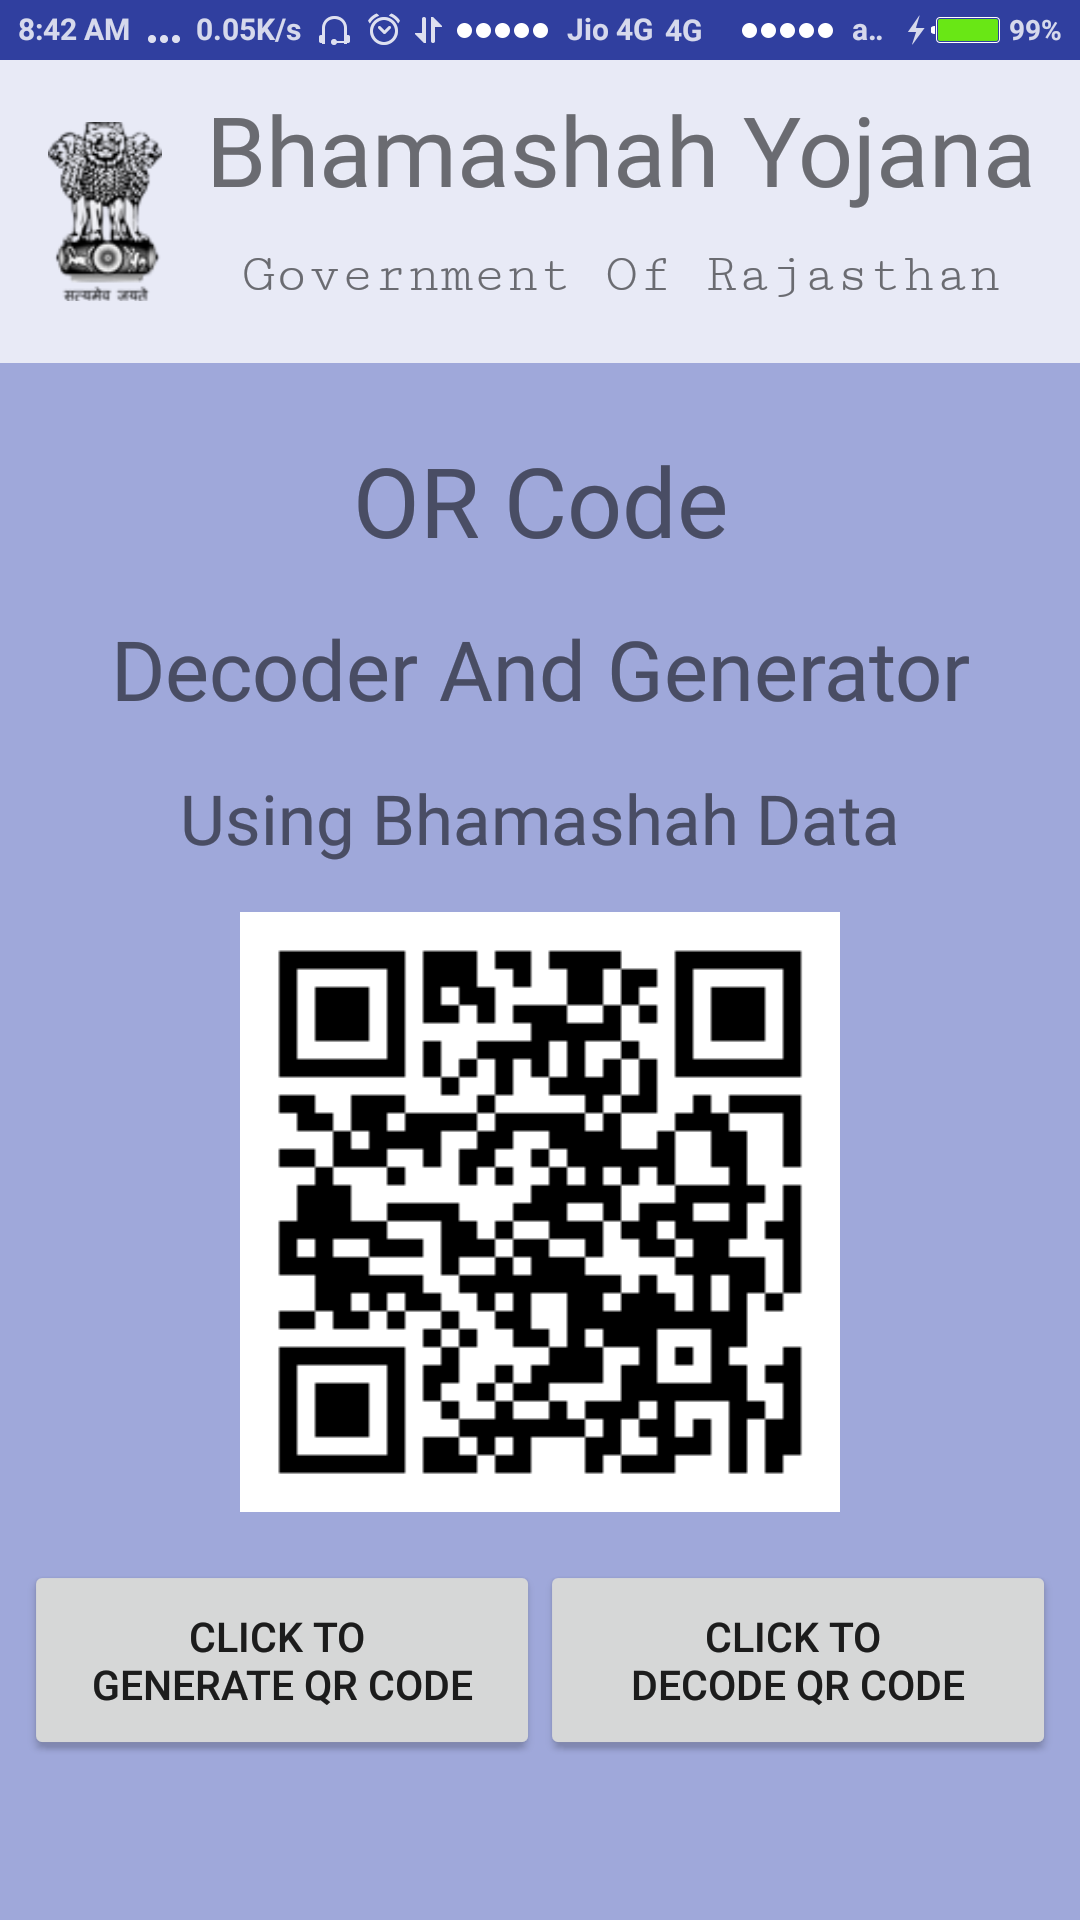 8:42 AM ... 0.05K/s Jio 4G 4G a.. 99%
Bhamashah Yojana
Government Of Rajasthan
सत्यमेव जयते
OR Code
Decoder And Generator
Using Bhamashah Data
CLICK TO
GENERATE QR CODE
CLICK TO
DECODE QR CODE